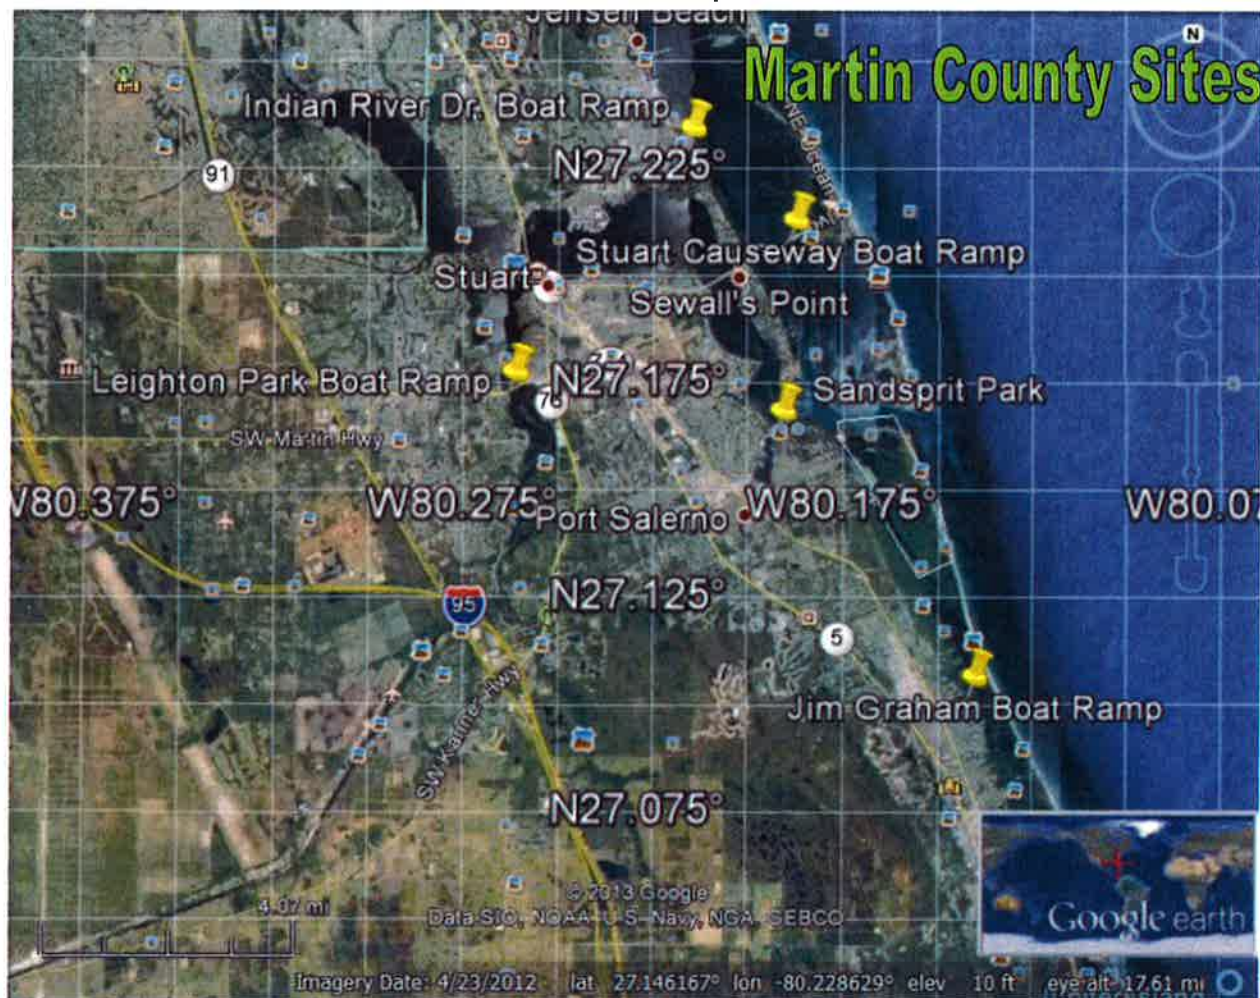 Jensen Beach
N
Martin County Sites
Indian River Dr. Boat Ramp
NE Ocean
N27.225°
91
Stuart Causeway Boat Ramp
Stuart
Sewall's Point
Leighton Park Boat Ramp
N27.175°
Sandsprit Park
76
SW Martin Hwy
W80.375°
W80.275°
W80.175°
W80.07
Port Salerno
N27.125°
95
5
SW Kanner Hwy
Jim Graham Boat Ramp
N27.075°
© 2013 Google
Data SIO, NOAA, U.S. Navy, NGA, GEBCO
4.07 mi
Google earth
Imagery Date: 4/23/2012 lat 27.146167° lon -80.228629° elev 10 ft eye alt 17.61 mi